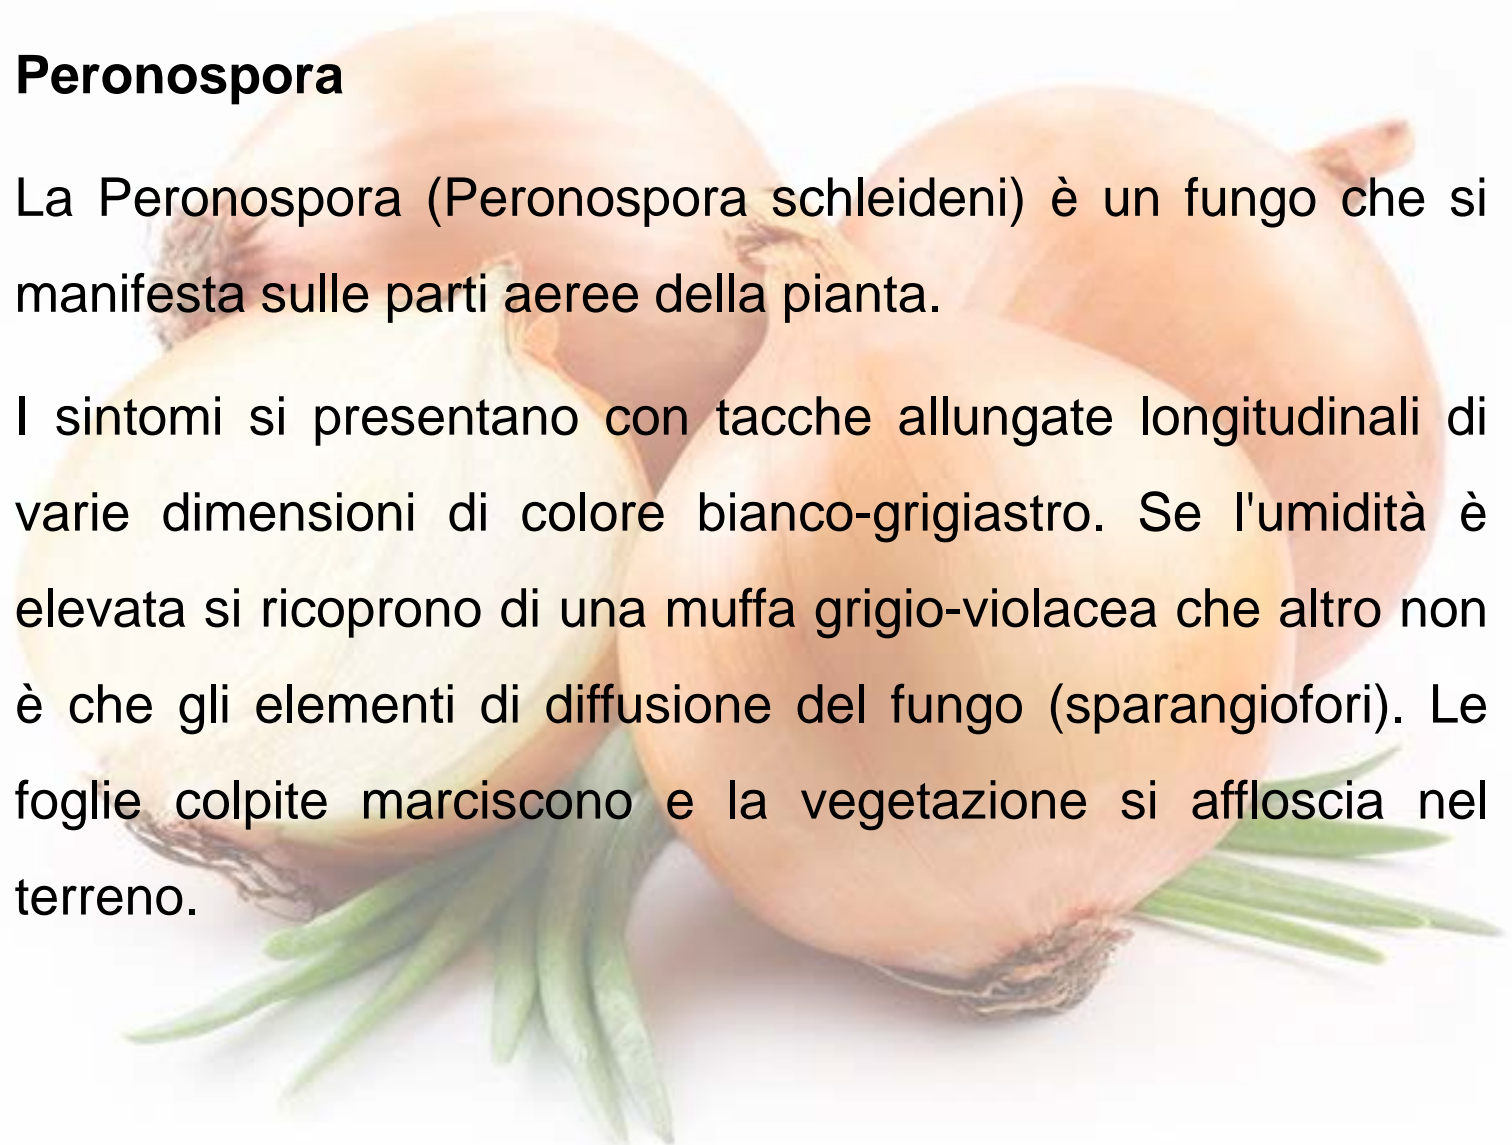 Peronospora
La Peronospora (Peronospora schleideni) è un fungo che si
manifesta sulle parti aeree della pianta.
I sintomi si presentano con tacche allungate longitudinali di
varie dimensioni di colore bianco-grigiastro. Se l'umidità è
elevata si ricoprono di una muffa grigio-violacea che altro non
è che gli elementi di diffusione del fungo (sparangiofori). Le
foglie colpite marciscono e la vegetazione si affloscia nel
terreno.